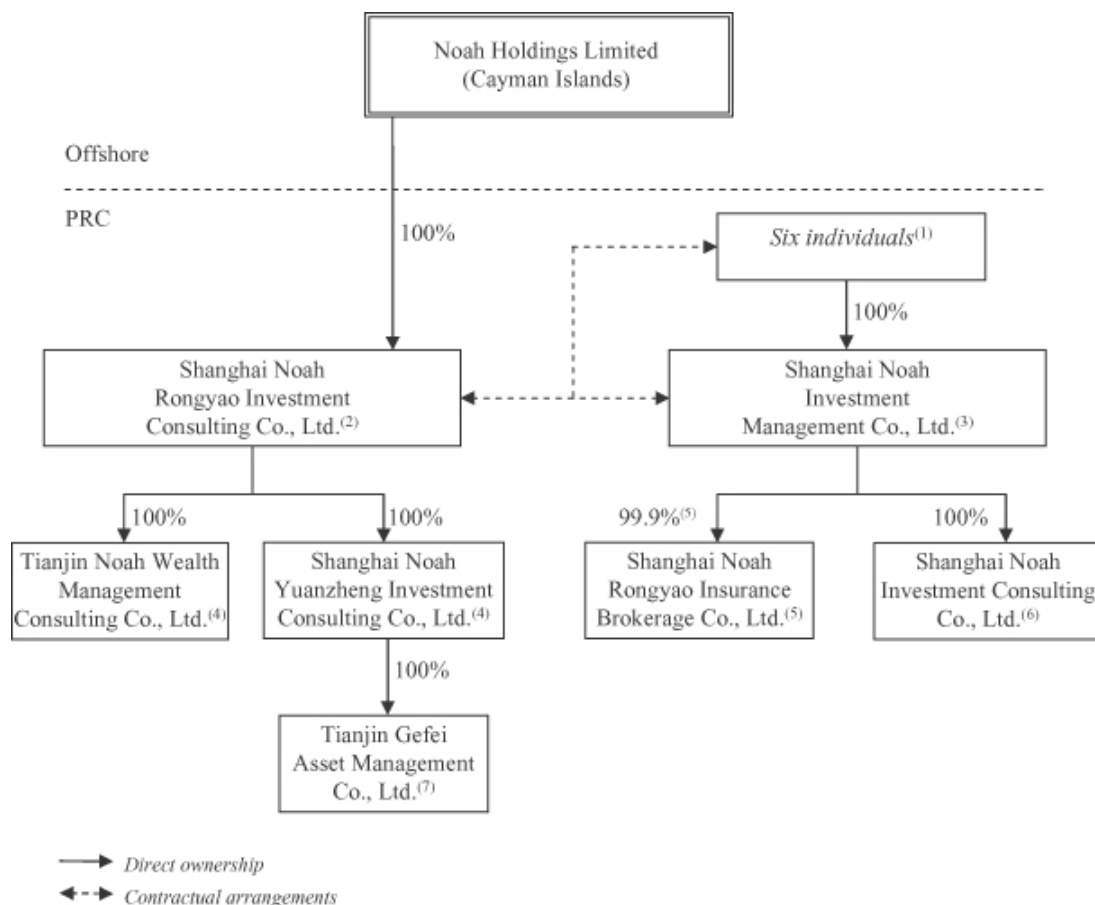 Noah Holdings Limited
(Cayman Islands)
Offshore
PRC
100%
Six individuals(1)
100%
Shanghai Noah
Rongyao Investment
Consulting Co., Ltd.(2)
Shanghai Noah
Investment
Management Co., Ltd.(3)
100%
100%
99.9%(5)
100%
Tianjin Noah Wealth
Management
Consulting Co., Ltd.(4)
Shanghai Noah
Yuanzheng Investment
Consulting Co., Ltd.(4)
Shanghai Noah
Rongyao Insurance
Brokerage Co., Ltd.(5)
Shanghai Noah
Investment Consulting
Co., Ltd.(6)
100%
Tianjin Gefei
Asset Management
Co., Ltd.(7)
Direct ownership
Contractual arrangements